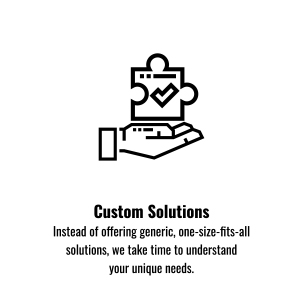 Custom Solutions
Instead of offering generic, one-size-fits-all
solutions, we take time to understand
your unique needs.